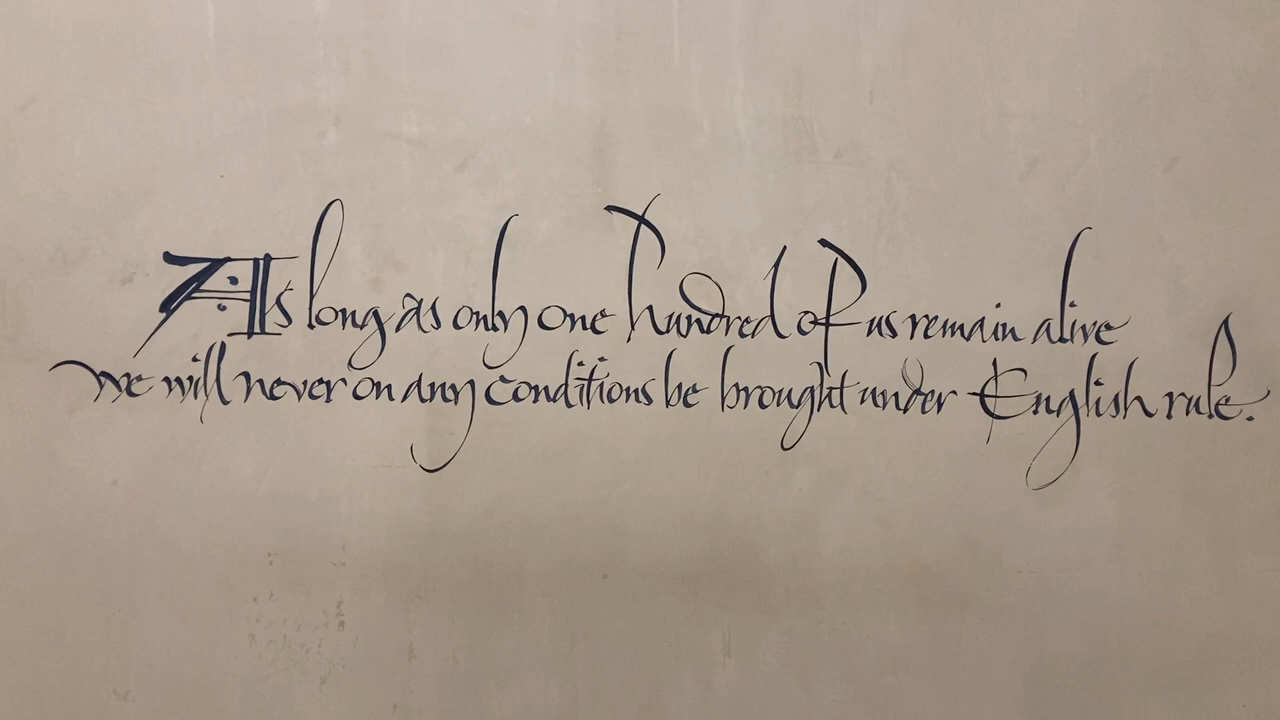 As long as only one hundred of us remain alive
we will never on any conditions be brought under English rule.